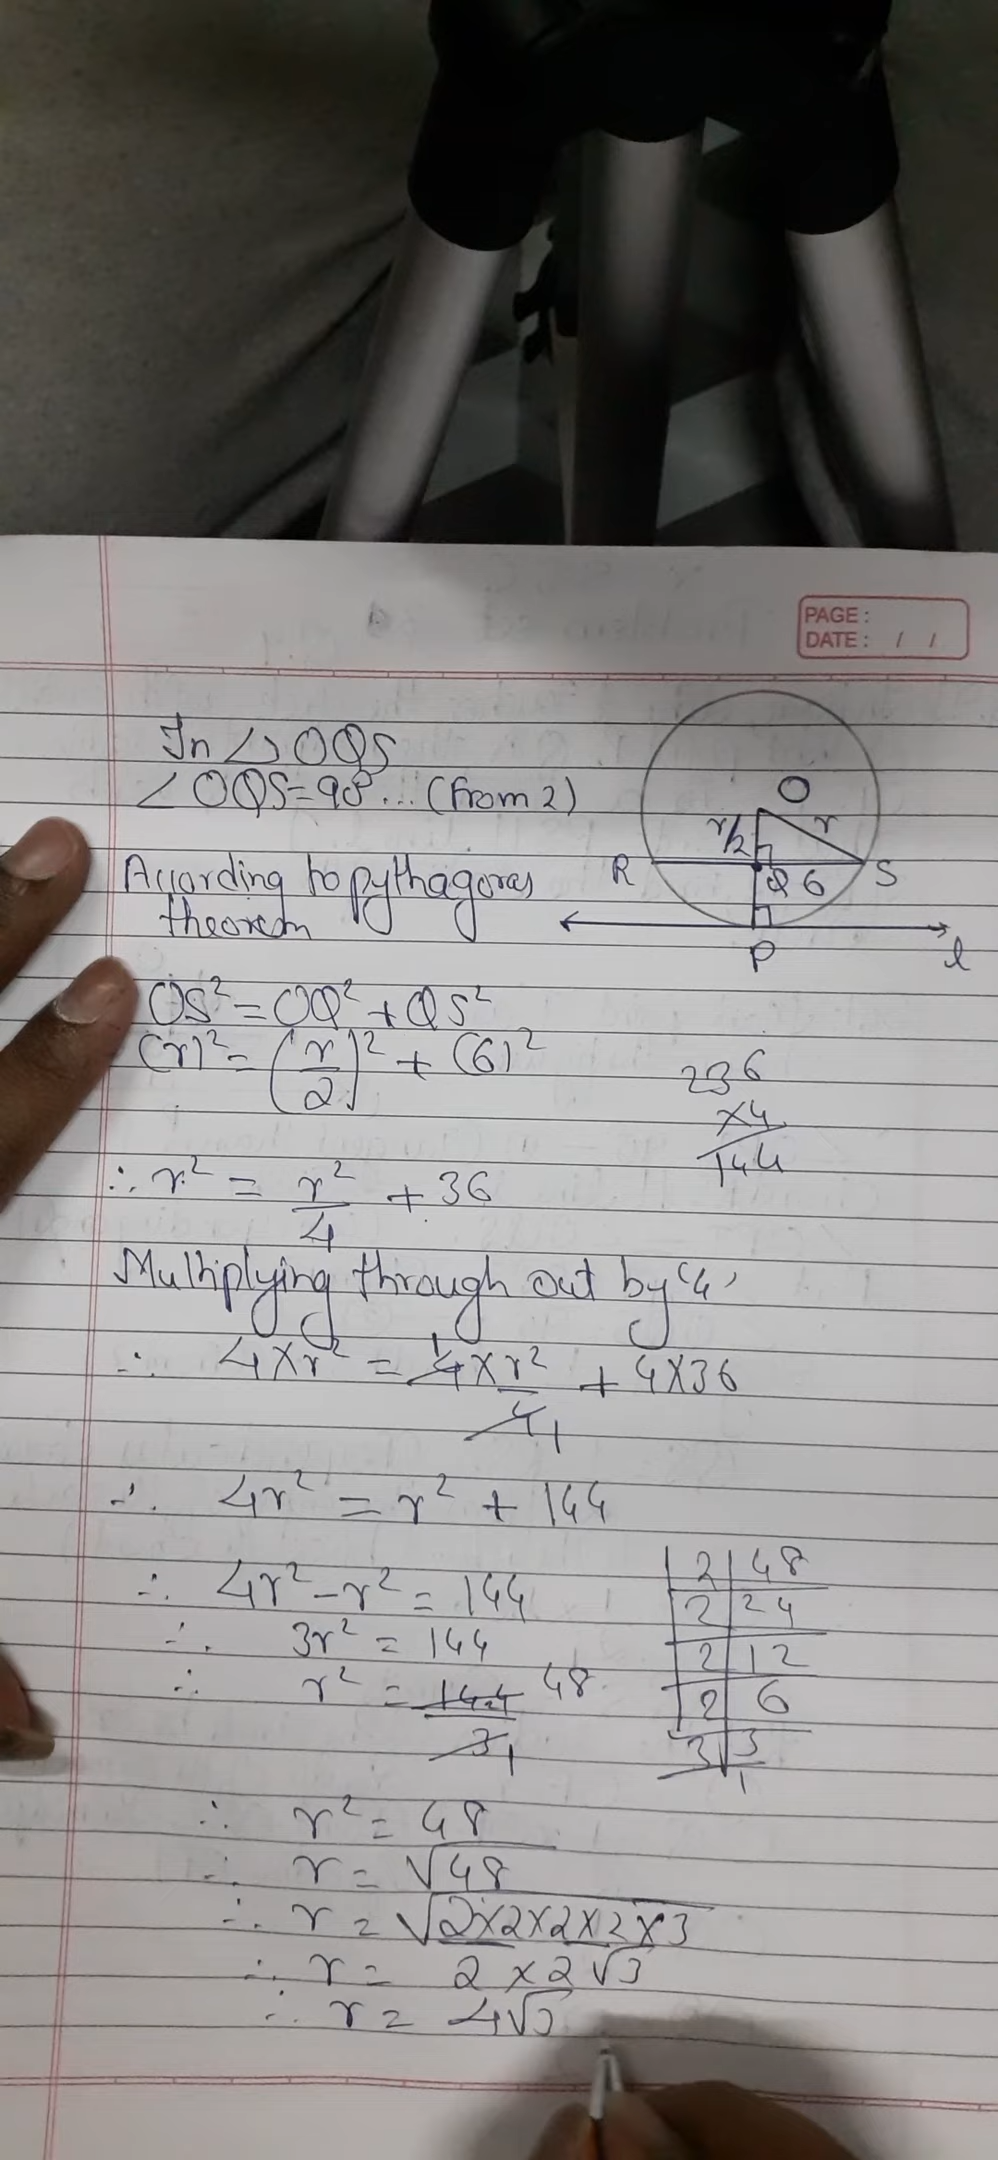 PAGE :
DATE : / /
In △OQS
∠OQS=90°... (from 2)
O
r/2 r
R Q 6 S
P l
According to pythagoras
theorem
OS² = OQ² + QS²
(r)² = (r/2)² + (6)²
236
×4
144
∴ r² = r²/4 + 36
Multiplying through out by '4'
∴ 4×r² = 4×r²/4 + 4×36
1
1
∴ 4r² = r² + 144
∴ 4r² - r² = 144
∴ 3r² = 144
∴ r² = 144/3 48
1
2 | 48
2 | 24
2 | 12
2 | 6
3 | 3
1
∴ r² = 48
∴ r = √48
∴ r = √2×2×2×2×3
∴ r = 2 × 2√3
∴ r = 4√3